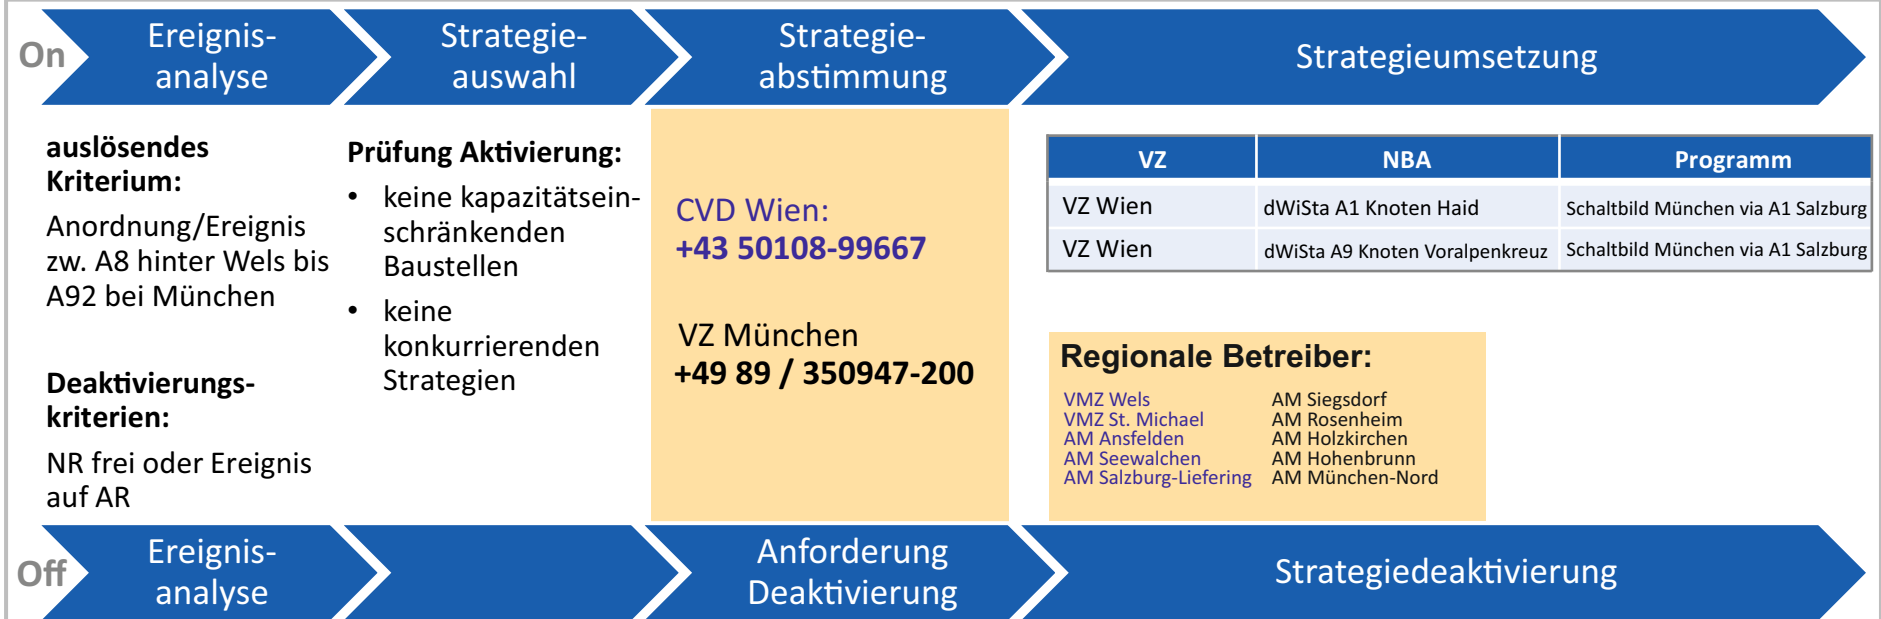 On
Ereignis-
analyse
Strategie-
auswahl
Strategie-
abstimmung
Strategieumsetzung
auslösendes
Kriterium:
Anordnung/Ereignis
zw. A8 hinter Wels bis
A92 bei München
Deaktivierungs-
kriterien:
NR frei oder Ereignis
auf AR
Prüfung Aktivierung:
• keine kapazitätsein-
schränkenden
Baustellen
• keine
konkurrierenden
Strategien
CVD Wien:
+43 50108-99667
VZ München
+49 89 / 350947-200
VZ NBA Programm
VZ Wien dWiSta A1 Knoten Haid Schaltbild München via A1 Salzburg
VZ Wien dWiSta A9 Knoten Voralpenkreuz Schaltbild München via A1 Salzburg
Regionale Betreiber:
VMZ Wels
VMZ St. Michael
AM Ansfelden
AM Seewalchen
AM Salzburg-Liefering
AM Siegsdorf
AM Rosenheim
AM Holzkirchen
AM Hohenbrunn
AM München-Nord
Off
Ereignis-
analyse
Anforderung
Deaktivierung
Strategiedeaktivierung